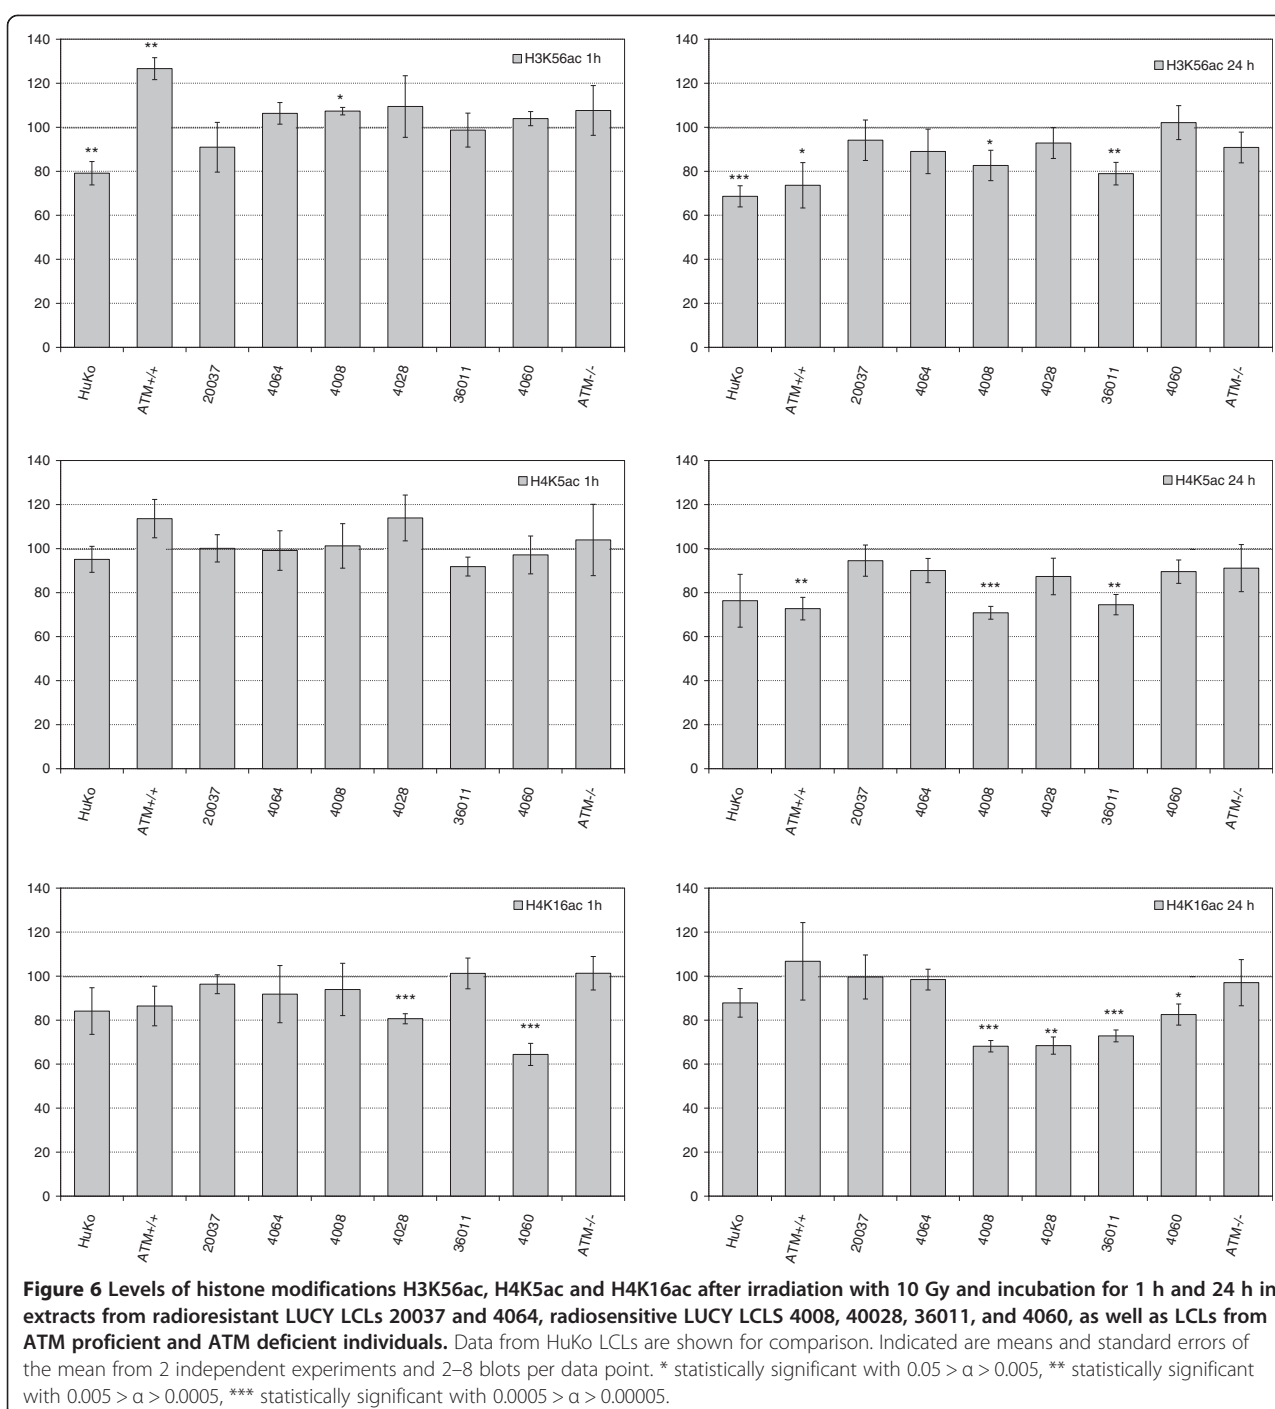 140
120
100
80
60
40
20
0
** ** *
H3K56ac 1h
HuKo ATM+/+ 20037 4064 4008 4028 36011 4060 ATM-/-
140
120
100
80
60
40
20
0
*** * * **
H3K56ac 24 h
HuKo ATM+/+ 20037 4064 4008 4028 36011 4060 ATM-/-
140
120
100
80
60
40
20
0
H4K5ac 1h
HuKo ATM+/+ 20037 4064 4008 4028 36011 4060 ATM-/-
140
120
100
80
60
40
20
0
** *** **
H4K5ac 24 h
HuKo ATM+/+ 20037 4064 4008 4028 36011 4060 ATM-/-
140
120
100
80
60
40
20
0
*** ***
H4K16ac 1h
HuKo ATM+/+ 20037 4064 4008 4028 36011 4060 ATM-/-
140
120
100
80
60
40
20
0
*** ** *** *
H4K16ac 24 h
HuKo ATM+/+ 20037 4064 4008 4028 36011 4060 ATM-/-
Figure 6 Levels of histone modifications H3K56ac, H4K5ac and H4K16ac after irradiation with 10 Gy and incubation for 1 h and 24 h in
extracts from radioresistant LUCY LCLs 20037 and 4064, radiosensitive LUCY LCLS 4008, 40028, 36011, and 4060, as well as LCLs from
ATM proficient and ATM deficient individuals. Data from HuKo LCLs are shown for comparison. Indicated are means and standard errors of
the mean from 2 independent experiments and 2–8 blots per data point. * statistically significant with 0.05 > α > 0.005, ** statistically significant
with 0.005 > α > 0.0005, *** statistically significant with 0.0005 > α > 0.00005.